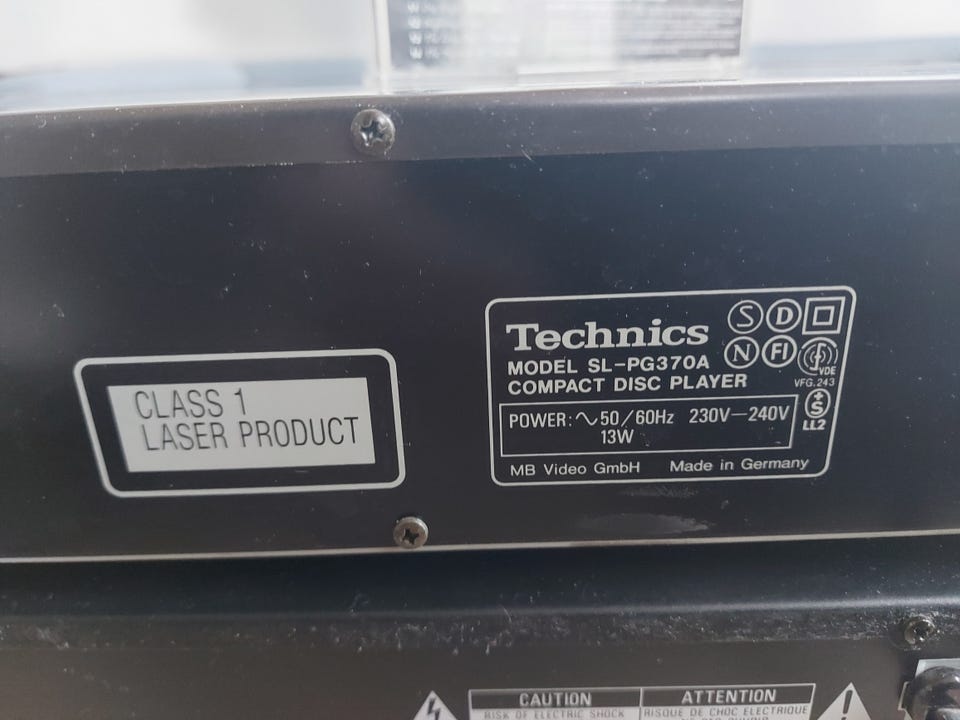 CLASS 1
LASER PRODUCT
Technics
MODEL SL-PG370A
COMPACT DISC PLAYER
POWER: ∿50/60Hz 230V—240V
13W
MB Video GmbH Made in Germany
S D
N FI
VDE
VFG.243
+S
LL2
CAUTION
RISK OF ELECTRIC SHOCK
ATTENTION
RISQUE DE CHOC ELECTRIQUE